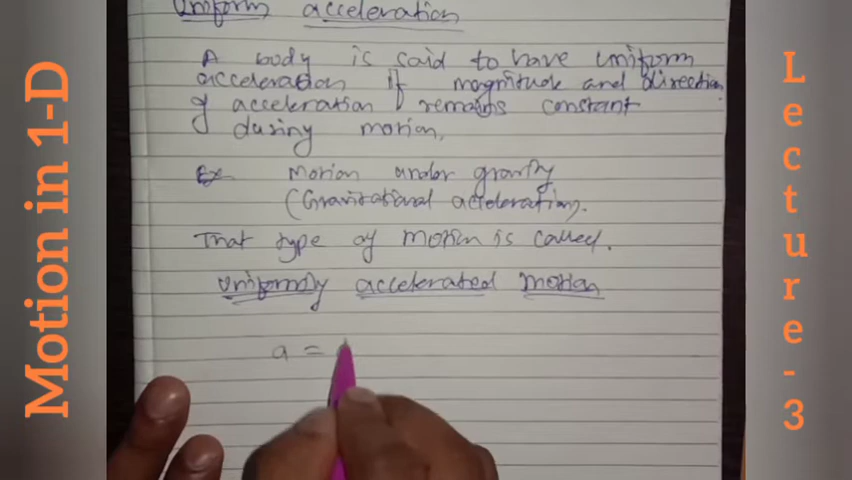 Motion in 1-D
Uniform acceleration
A body is said to have uniform
acceleration if magnitude and direction
of acceleration remains constant
during motion.
Ex Motion under gravity
(Gravitational acceleration).
That type of motion is called.
Uniformly accelerated motion
a =
Lecture-3